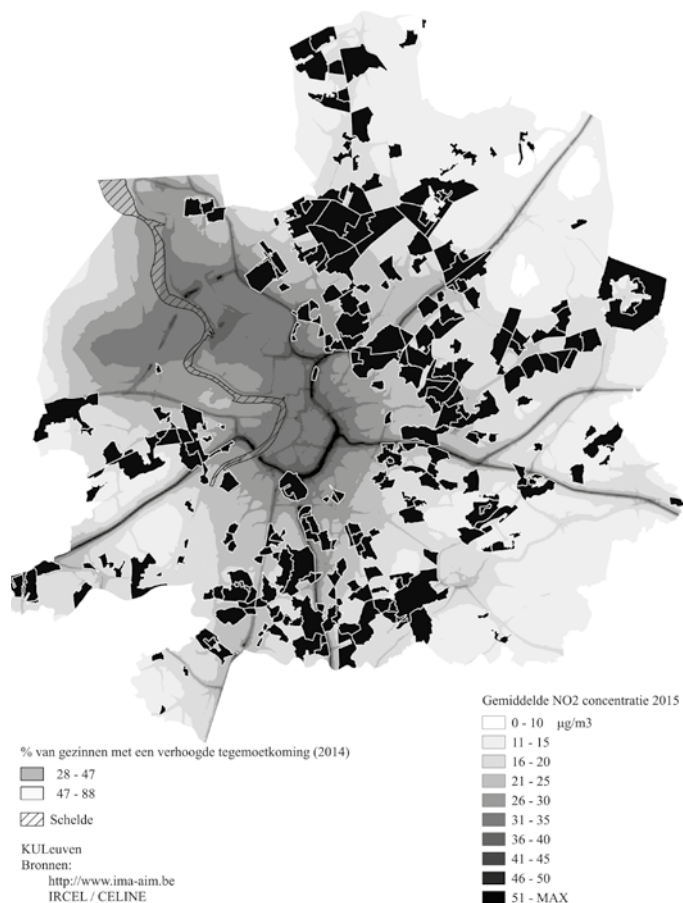 % van gezinnen met een verhoogde tegemoetkoming (2014)
28 - 47
47 - 88
Schelde
KULeuven
Bronnen:
http://www.ima-aim.be
IRCEL / CELINE
Gemiddelde NO2 concentratie 2015
0 - 10 µg/m3
11 - 15
16 - 20
21 - 25
26 - 30
31 - 35
36 - 40
41 - 45
46 - 50
51 - MAX